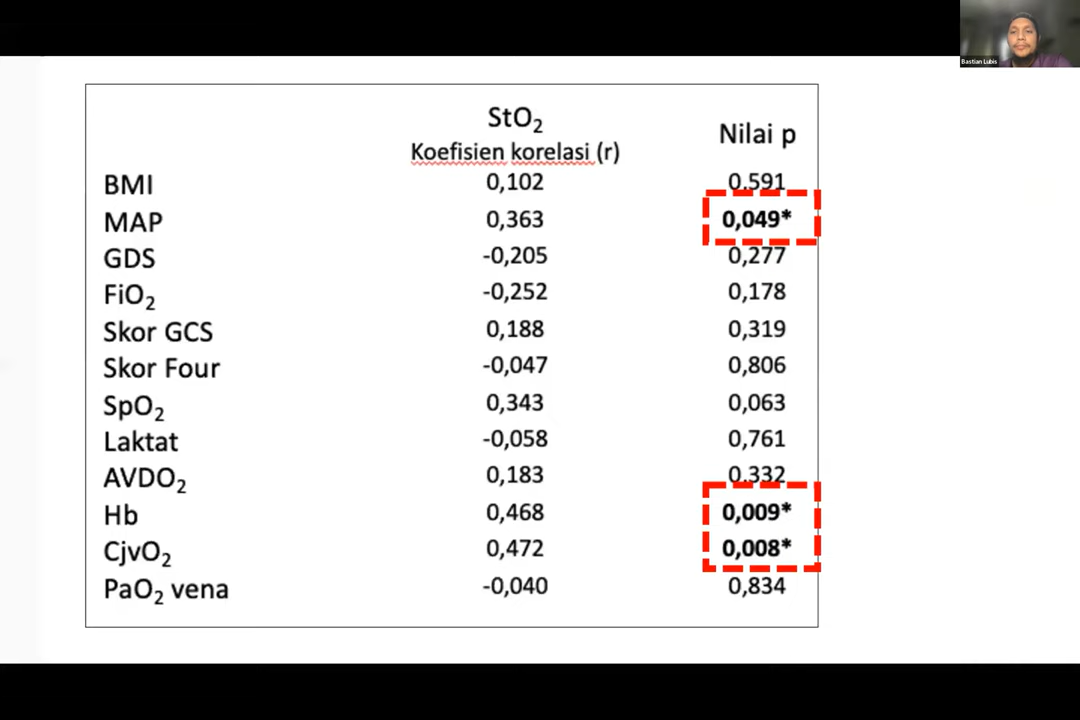 Bastian Lubis
StO₂
Koefisien korelasi (r) Nilai p
BMI 0,102 0.591
MAP 0,363 0,049*
GDS -0,205 0,277
FiO₂ -0,252 0,178
Skor GCS 0,188 0,319
Skor Four -0,047 0,806
SpO₂ 0,343 0,063
Laktat -0,058 0,761
AVDO₂ 0,183 0.332
Hb 0,468 0,009*
CjvO₂ 0,472 0,008*
PaO₂ vena -0,040 0,834